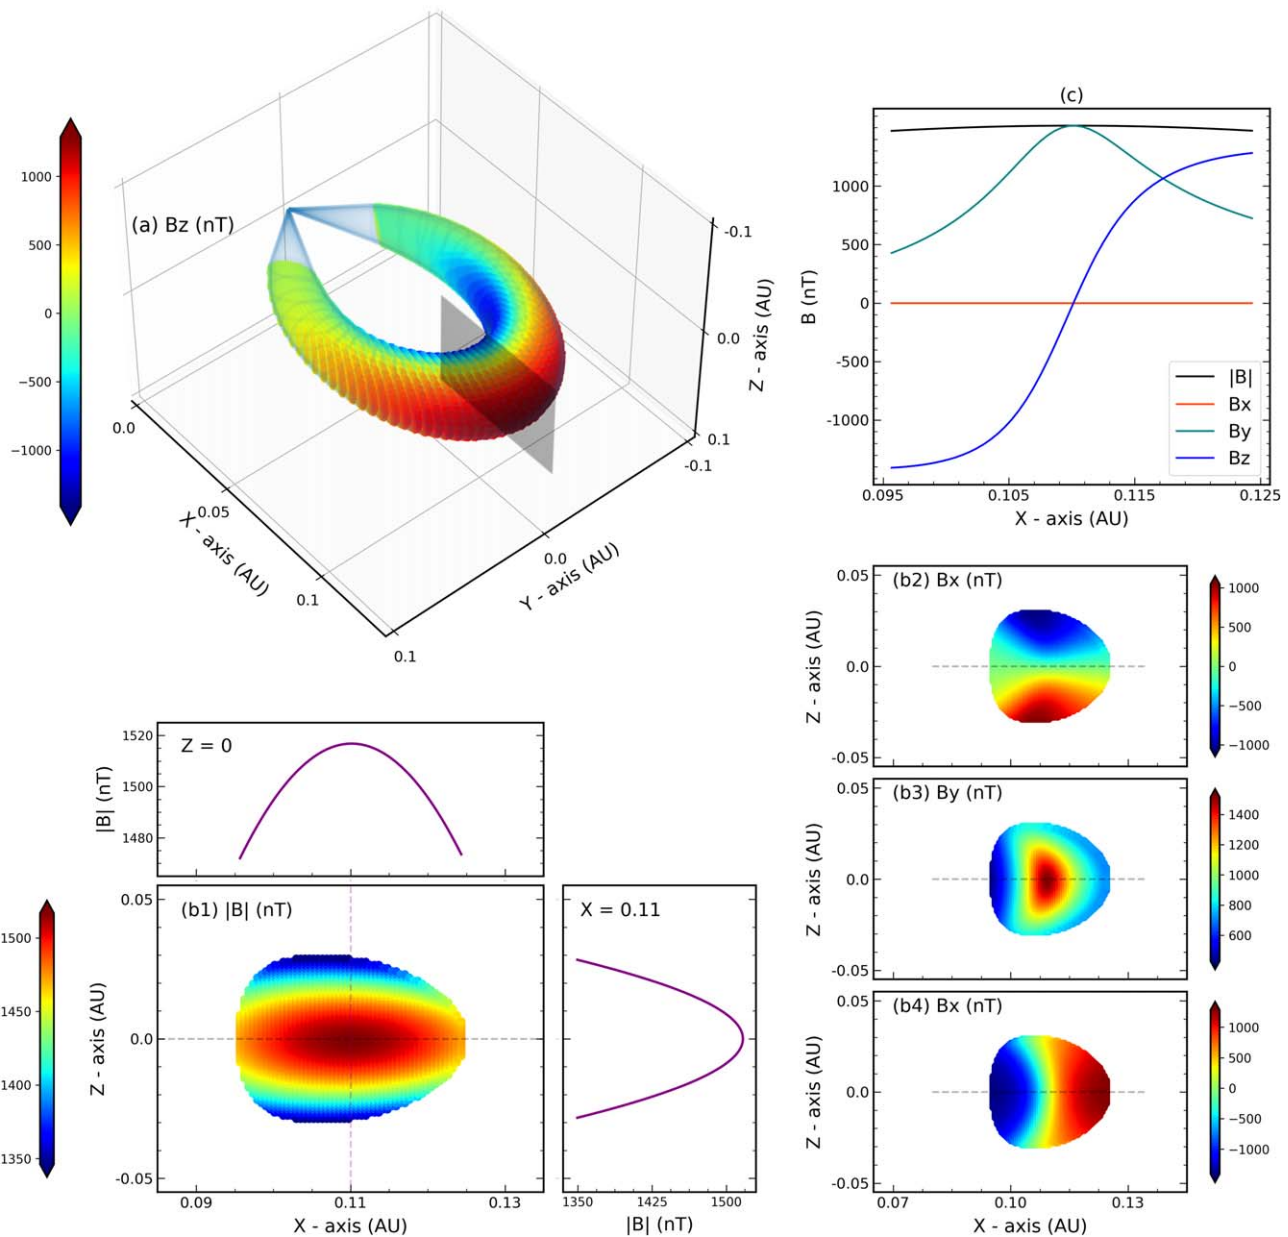 (a) Bz (nT)
1000
500
0
−500
−1000
0.0
0.05
0.1
X - axis (AU)
0.1
0.0
-0.1
Y - axis (AU)
-0.1
0.0
0.1
Z - axis (AU)
(c)
1000
500
0
-500
-1000
B (nT)
|B|
Bx
By
Bz
0.095
0.105
0.115
0.125
X - axis (AU)
(b2) Bx (nT)
0.05
0.0
-0.05
Z - axis (AU)
1000
500
0
−500
−1000
(b3) By (nT)
0.05
0.0
-0.05
Z - axis (AU)
1400
1200
1000
800
600
(b4) Bx (nT)
0.05
0.0
-0.05
Z - axis (AU)
1000
500
0
−500
−1000
0.07
0.10
0.13
X - axis (AU)
Z = 0
1520
1500
1480
|B| (nT)
(b1) |B| (nT)
1500
1450
1400
1350
0.05
0.0
-0.05
Z - axis (AU)
0.09
0.11
0.13
X - axis (AU)
X = 0.11
1350
1425
1500
|B| (nT)